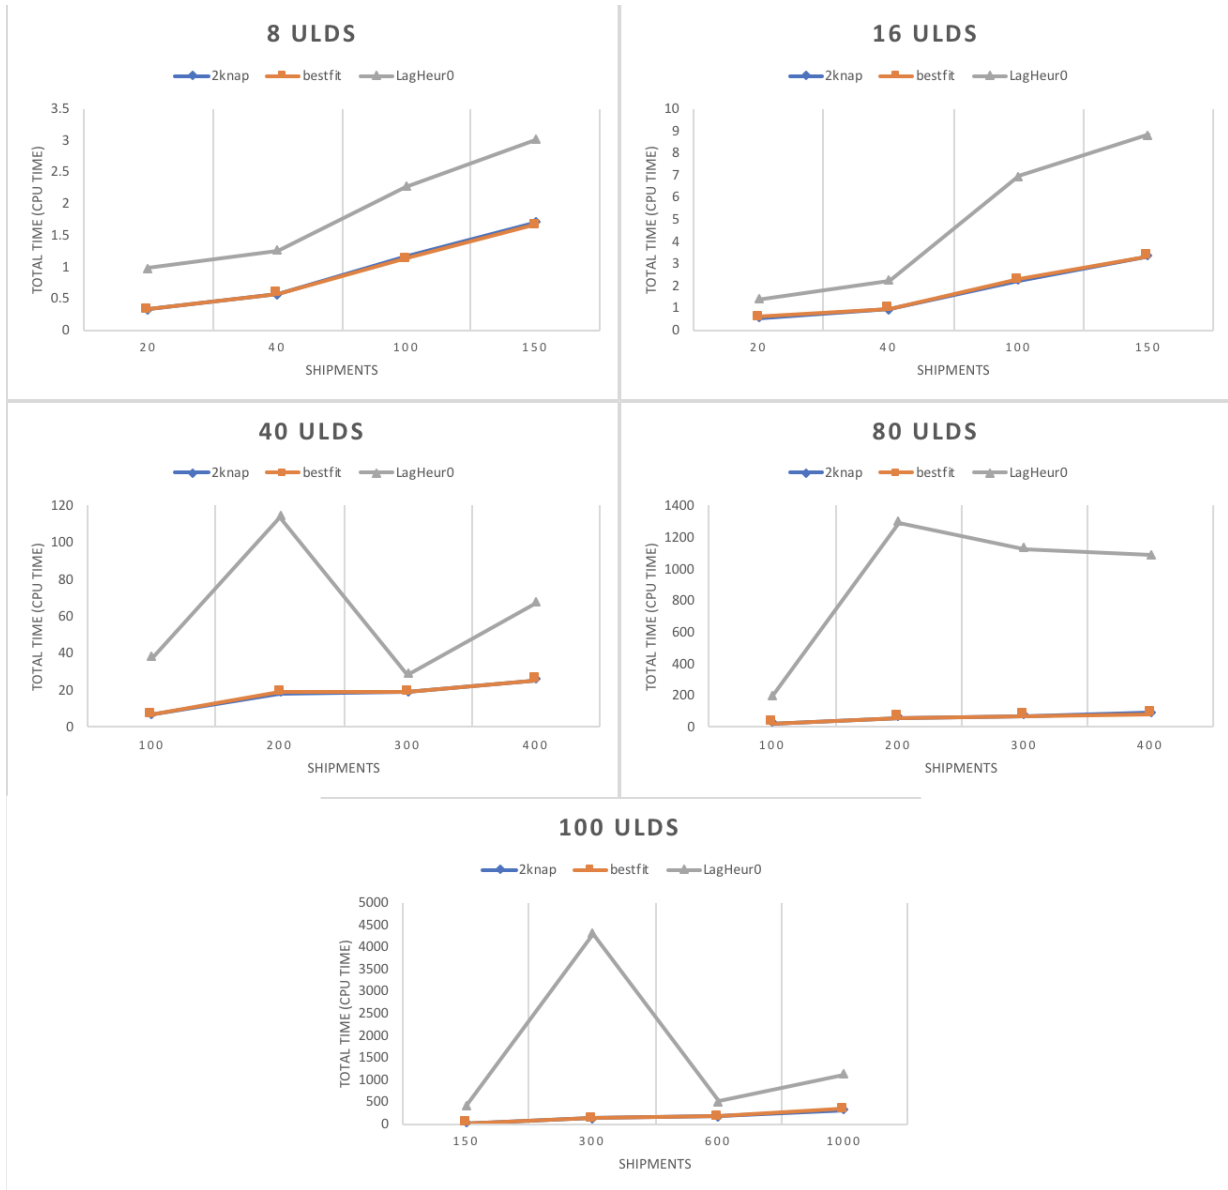 8 ULDS
2knap bestfit LagHeur0
TOTAL TIME (CPU TIME)
3.5
3
2.5
2
1.5
1
0.5
0
20 40 100 150
SHIPMENTS
16 ULDS
2knap bestfit LagHeur0
TOTAL TIME (CPU TIME)
10
9
8
7
6
5
4
3
2
1
0
20 40 100 150
SHIPMENTS
40 ULDS
2knap bestfit LagHeur0
TOTAL TIME (CPU TIME)
120
100
80
60
40
20
0
100 200 300 400
SHIPMENTS
80 ULDS
2knap bestfit LagHeur0
TOTAL TIME (CPU TIME)
1400
1200
1000
800
600
400
200
0
100 200 300 400
SHIPMENTS
100 ULDS
2knap bestfit LagHeur0
TOTAL TIME (CPU TIME)
5000
4500
4000
3500
3000
2500
2000
1500
1000
500
0
150 300 600 1000
SHIPMENTS